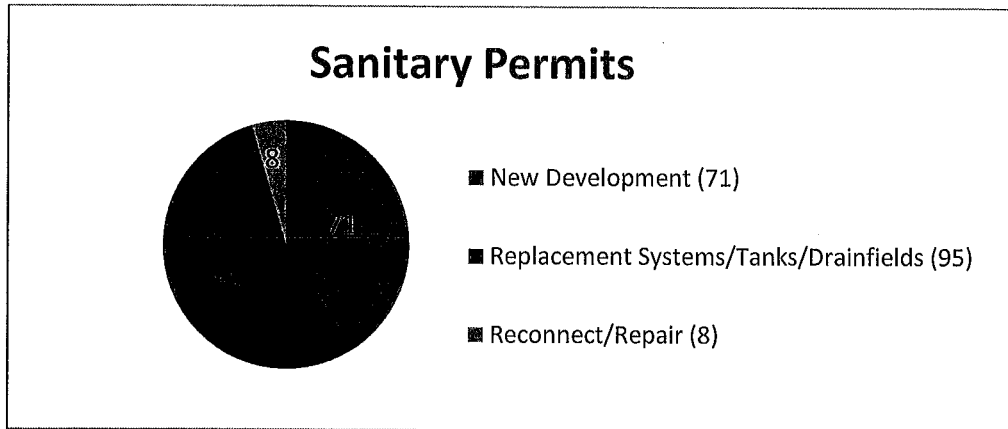 Sanitary Permits
8
71
New Development (71)
Replacement Systems/Tanks/Drainfields (95)
Reconnect/Repair (8)